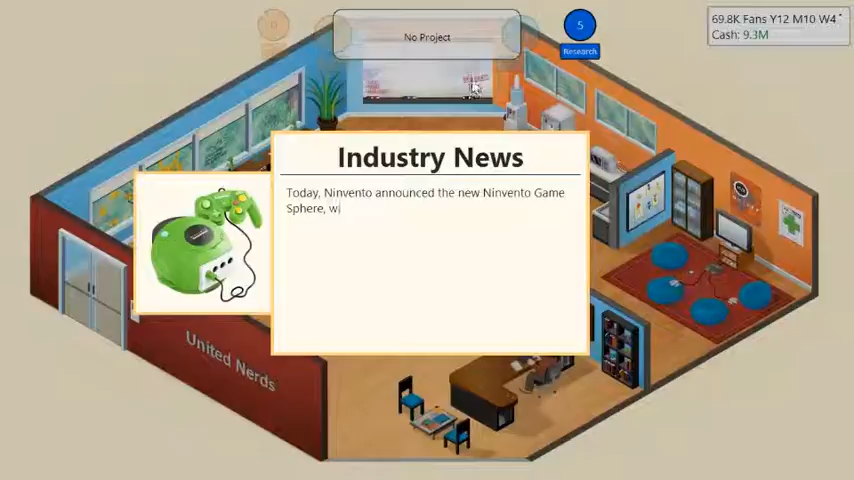 No Project
5
Research
69.8K Fans Y12 M10 W4
Cash: 9.3M
Industry News
Today, Ninvento announced the new Ninvento Game
Sphere, wi
United Nerds